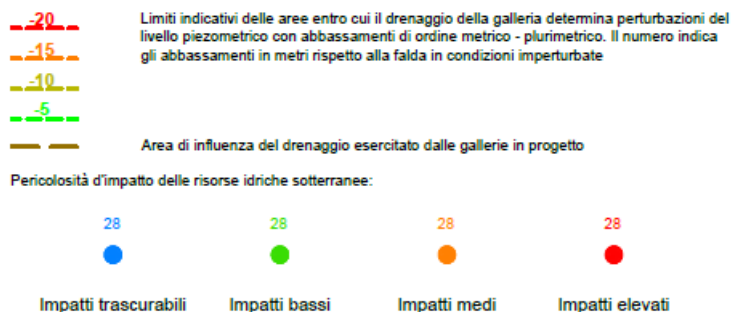 -20
Limiti indicativi delle aree entro cui il drenaggio della galleria determina perturbazioni del
livello piezometrico con abbassamenti di ordine metrico - plurimetrico. Il numero indica
-15
gli abbassamenti in metri rispetto alla falda in condizioni imperturbate
-10
-5
Area di influenza del drenaggio esercitato dalle gallerie in progetto
Pericolosità d'impatto delle risorse idriche sotterranee:
28 28 28 28
Impatti trascurabili Impatti bassi Impatti medi Impatti elevati